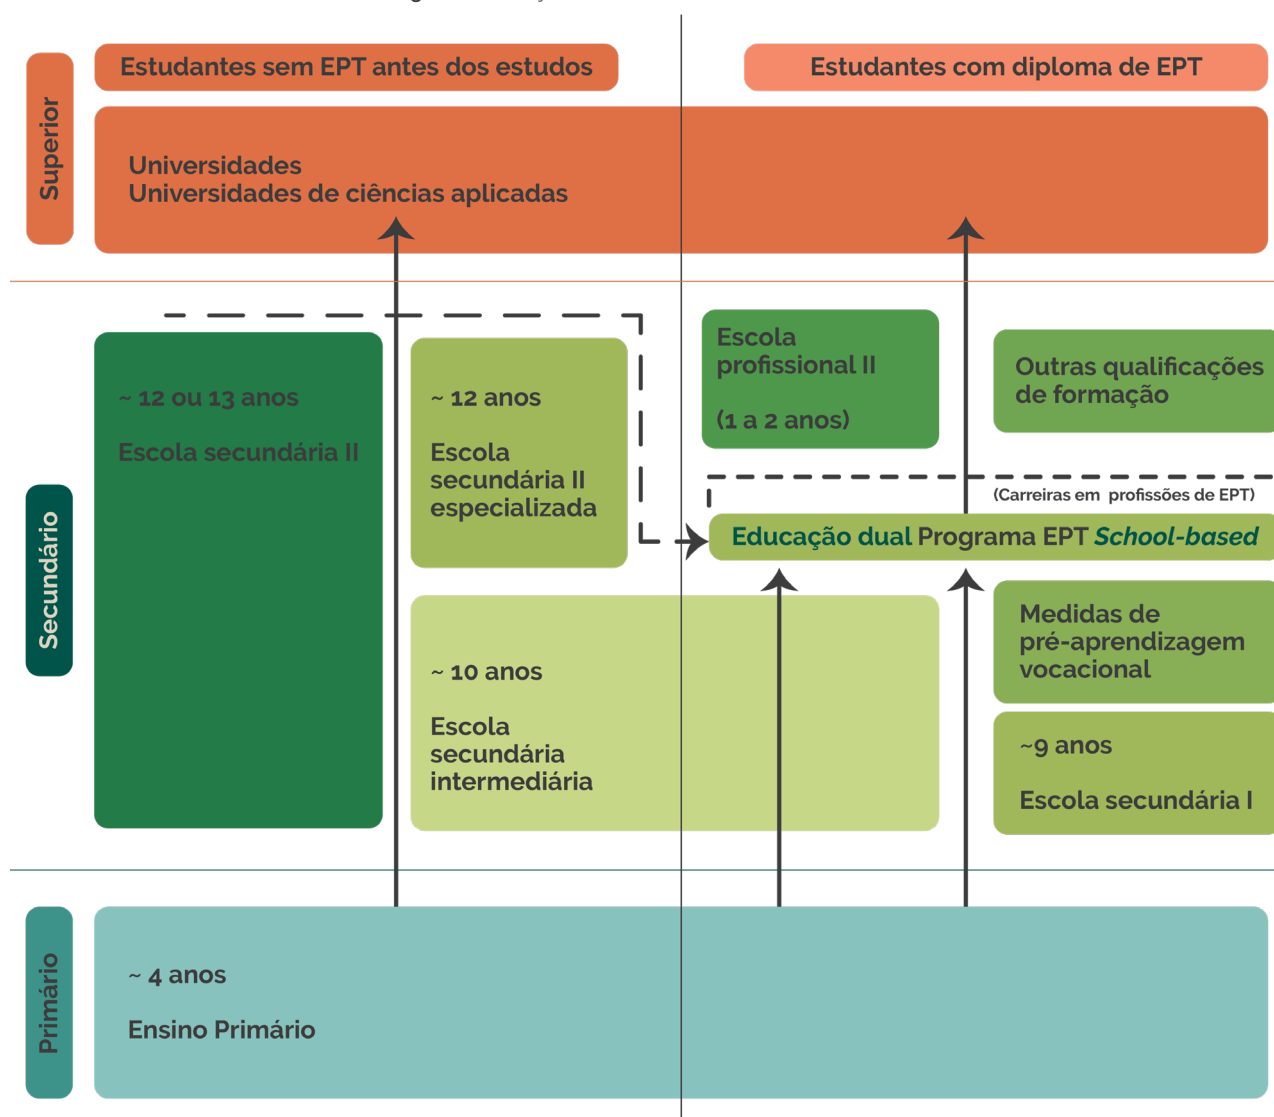 Estudantes sem EPT antes dos estudos
Estudantes com diploma de EPT
Superior
Universidades
Universidades de ciências aplicadas
Secundário
~ 12 ou 13 anos
Escola secundária II
~ 12 anos
Escola
secundária II
especializada
Escola
profissional II
(1 a 2 anos)
Outras qualificações
de formação
(Carreiras em profissões de EPT)
Educação dual Programa EPT School-based
~ 10 anos
Escola
secundária
intermediária
Medidas de
pré-aprendizagem
vocacional
~9 anos
Escola secundária I
Primário
~ 4 anos
Ensino Primário